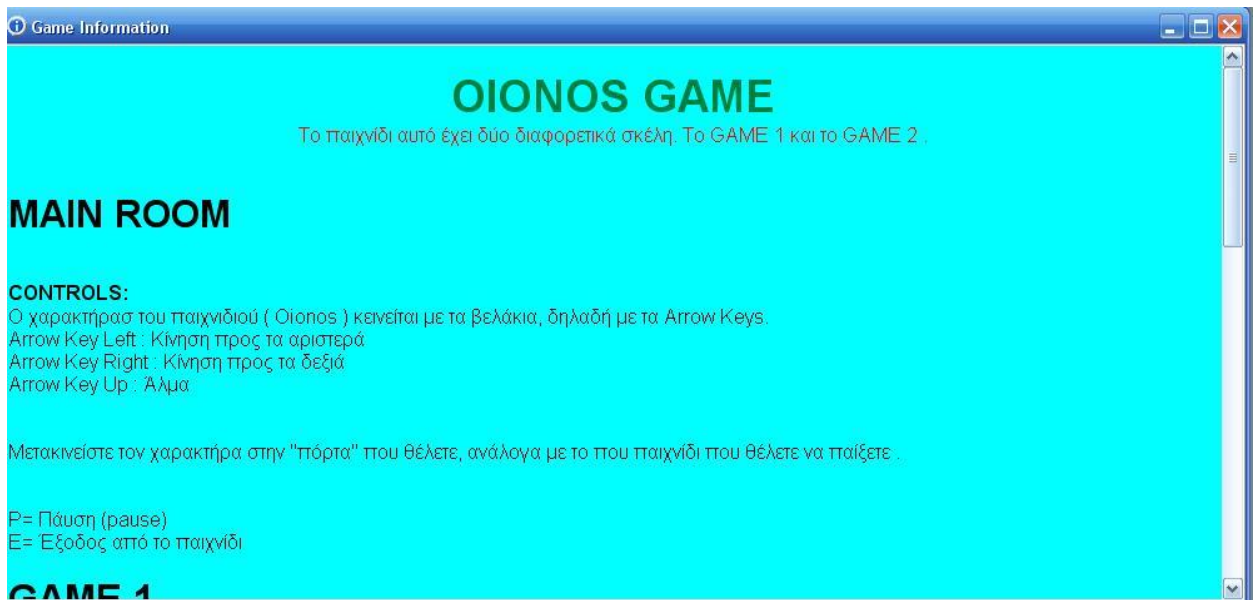 Game Information
OIONOS GAME
Το παιχνίδι αυτό έχει δύο διαφορετικά σκέλη. Το GAME 1 και το GAME 2 .
MAIN ROOM
CONTROLS:
Ο χαρακτήρασ του παιχνιδιού ( Oionos ) κεινείται με τα βελάκια, δηλαδή με τα Arrow Keys.
Arrow Key Left : Κίνηση προς τα αριστερά
Arrow Key Right : Κίνηση προς τα δεξιά
Arrow Key Up : Άλμα
Μετακινείστε τον χαρακτήρα στην "πόρτα" που θέλετε, ανάλογα με το που παιχνίδι που θέλετε να παίξετε .
P= Πάυση (pause)
E= Έξοδος από το παιχνίδι
GAME 1